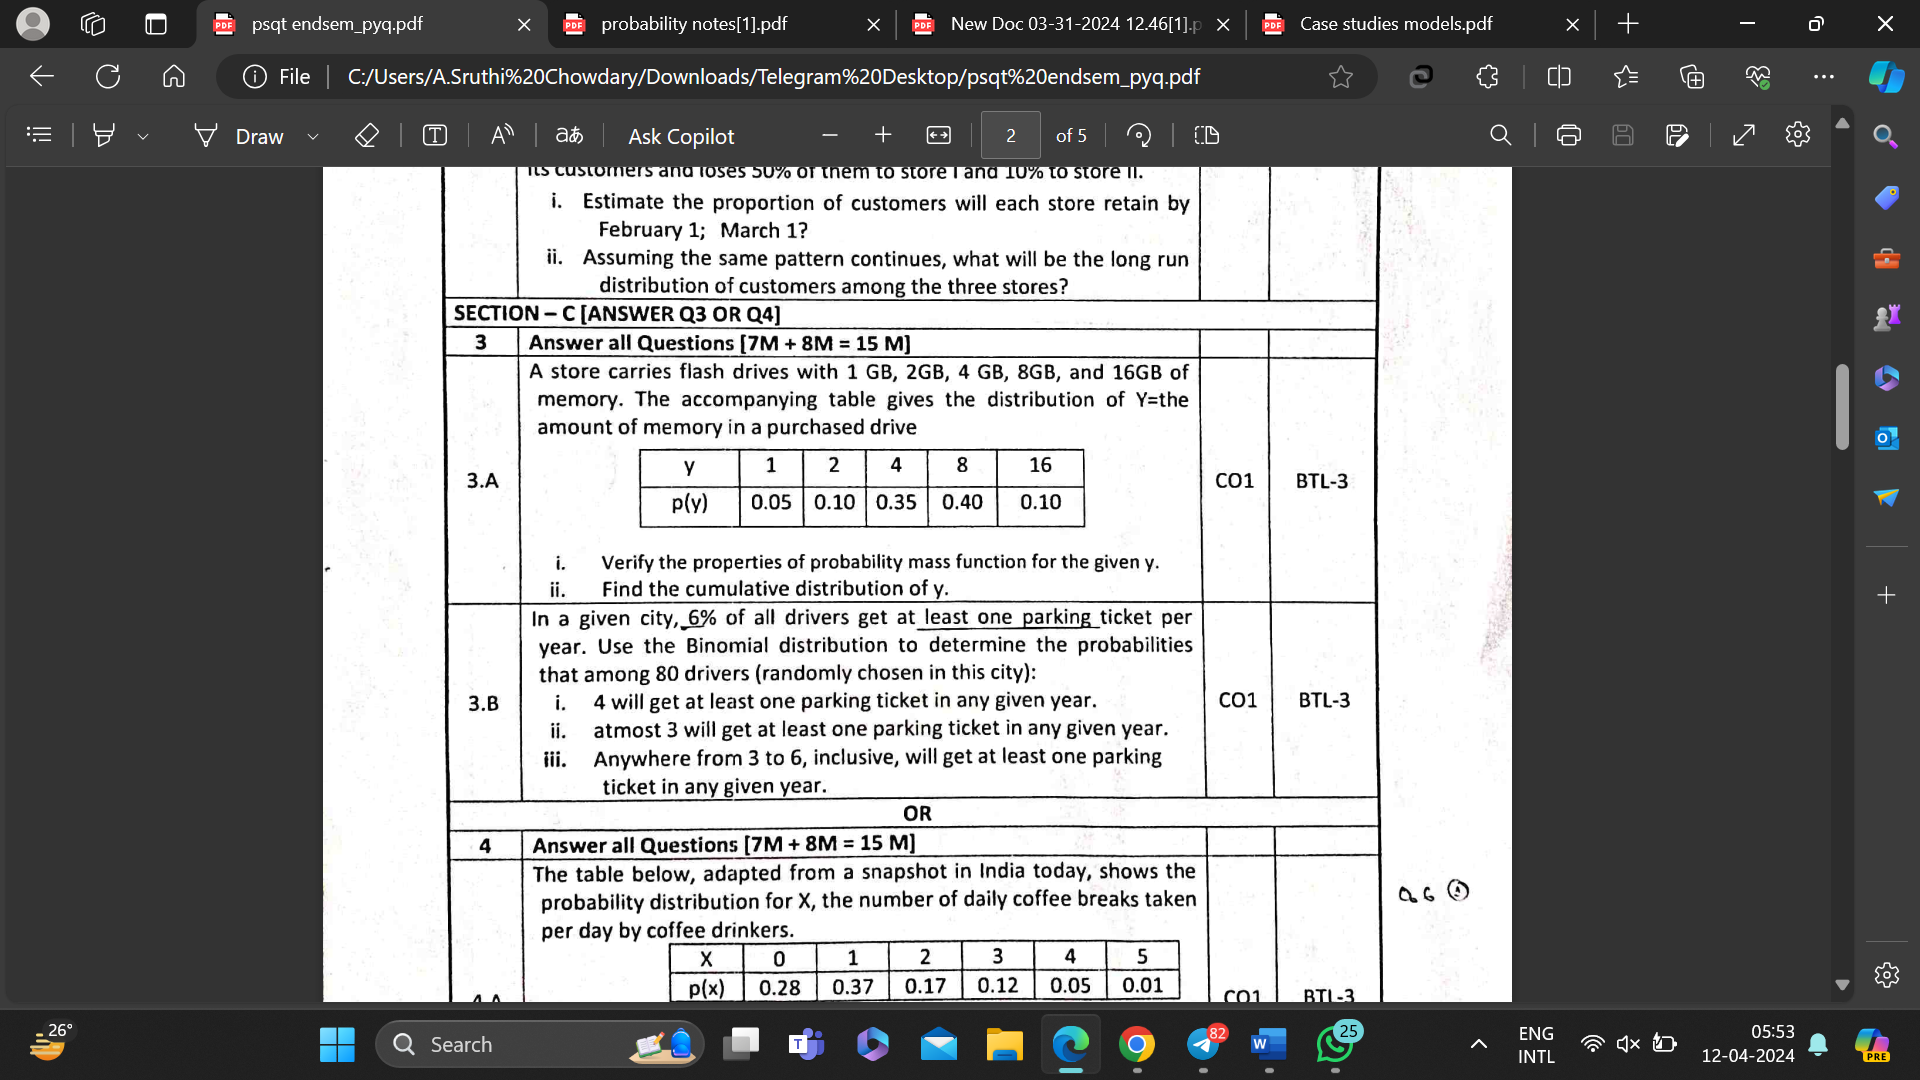 psqt endsem_pyq.pdf
probability notes[1].pdf
New Doc 03-31-2024 12.46[1].p
Case studies models.pdf
File
C:/Users/A.Sruthi%20Chowdary/Downloads/Telegram%20Desktop/psqt%20endsem_pyq.pdf
Draw
Ask Copilot
2 of 5
its customers and loses 50% of them to store I and 10% to store II.
i. Estimate the proportion of customers will each store retain by
February 1; March 1?
ii. Assuming the same pattern continues, what will be the long run
distribution of customers among the three stores?
SECTION – C [ANSWER Q3 OR Q4]
3 Answer all Questions [7M + 8M = 15 M]
A store carries flash drives with 1 GB, 2GB, 4 GB, 8GB, and 16GB of
memory. The accompanying table gives the distribution of Y=the
amount of memory in a purchased drive
y 1 2 4 8 16
3.A CO1 BTL-3
p(y) 0.05 0.10 0.35 0.40 0.10
i. Verify the properties of probability mass function for the given y.
ii. Find the cumulative distribution of y.
In a given city, 6% of all drivers get at least one parking ticket per
year. Use the Binomial distribution to determine the probabilities
that among 80 drivers (randomly chosen in this city):
3.B i. 4 will get at least one parking ticket in any given year. CO1 BTL-3
ii. atmost 3 will get at least one parking ticket in any given year.
iii. Anywhere from 3 to 6, inclusive, will get at least one parking
ticket in any given year.
OR
4 Answer all Questions [7M + 8M = 15 M]
The table below, adapted from a snapshot in India today, shows the
probability distribution for X, the number of daily coffee breaks taken
per day by coffee drinkers.
X 0 1 2 3 4 5
p(x) 0.28 0.37 0.17 0.12 0.05 0.01
4.A CO1 BTL-3
26°
Search
82
25
ENG
INTL
05:53
12-04-2024
PRE